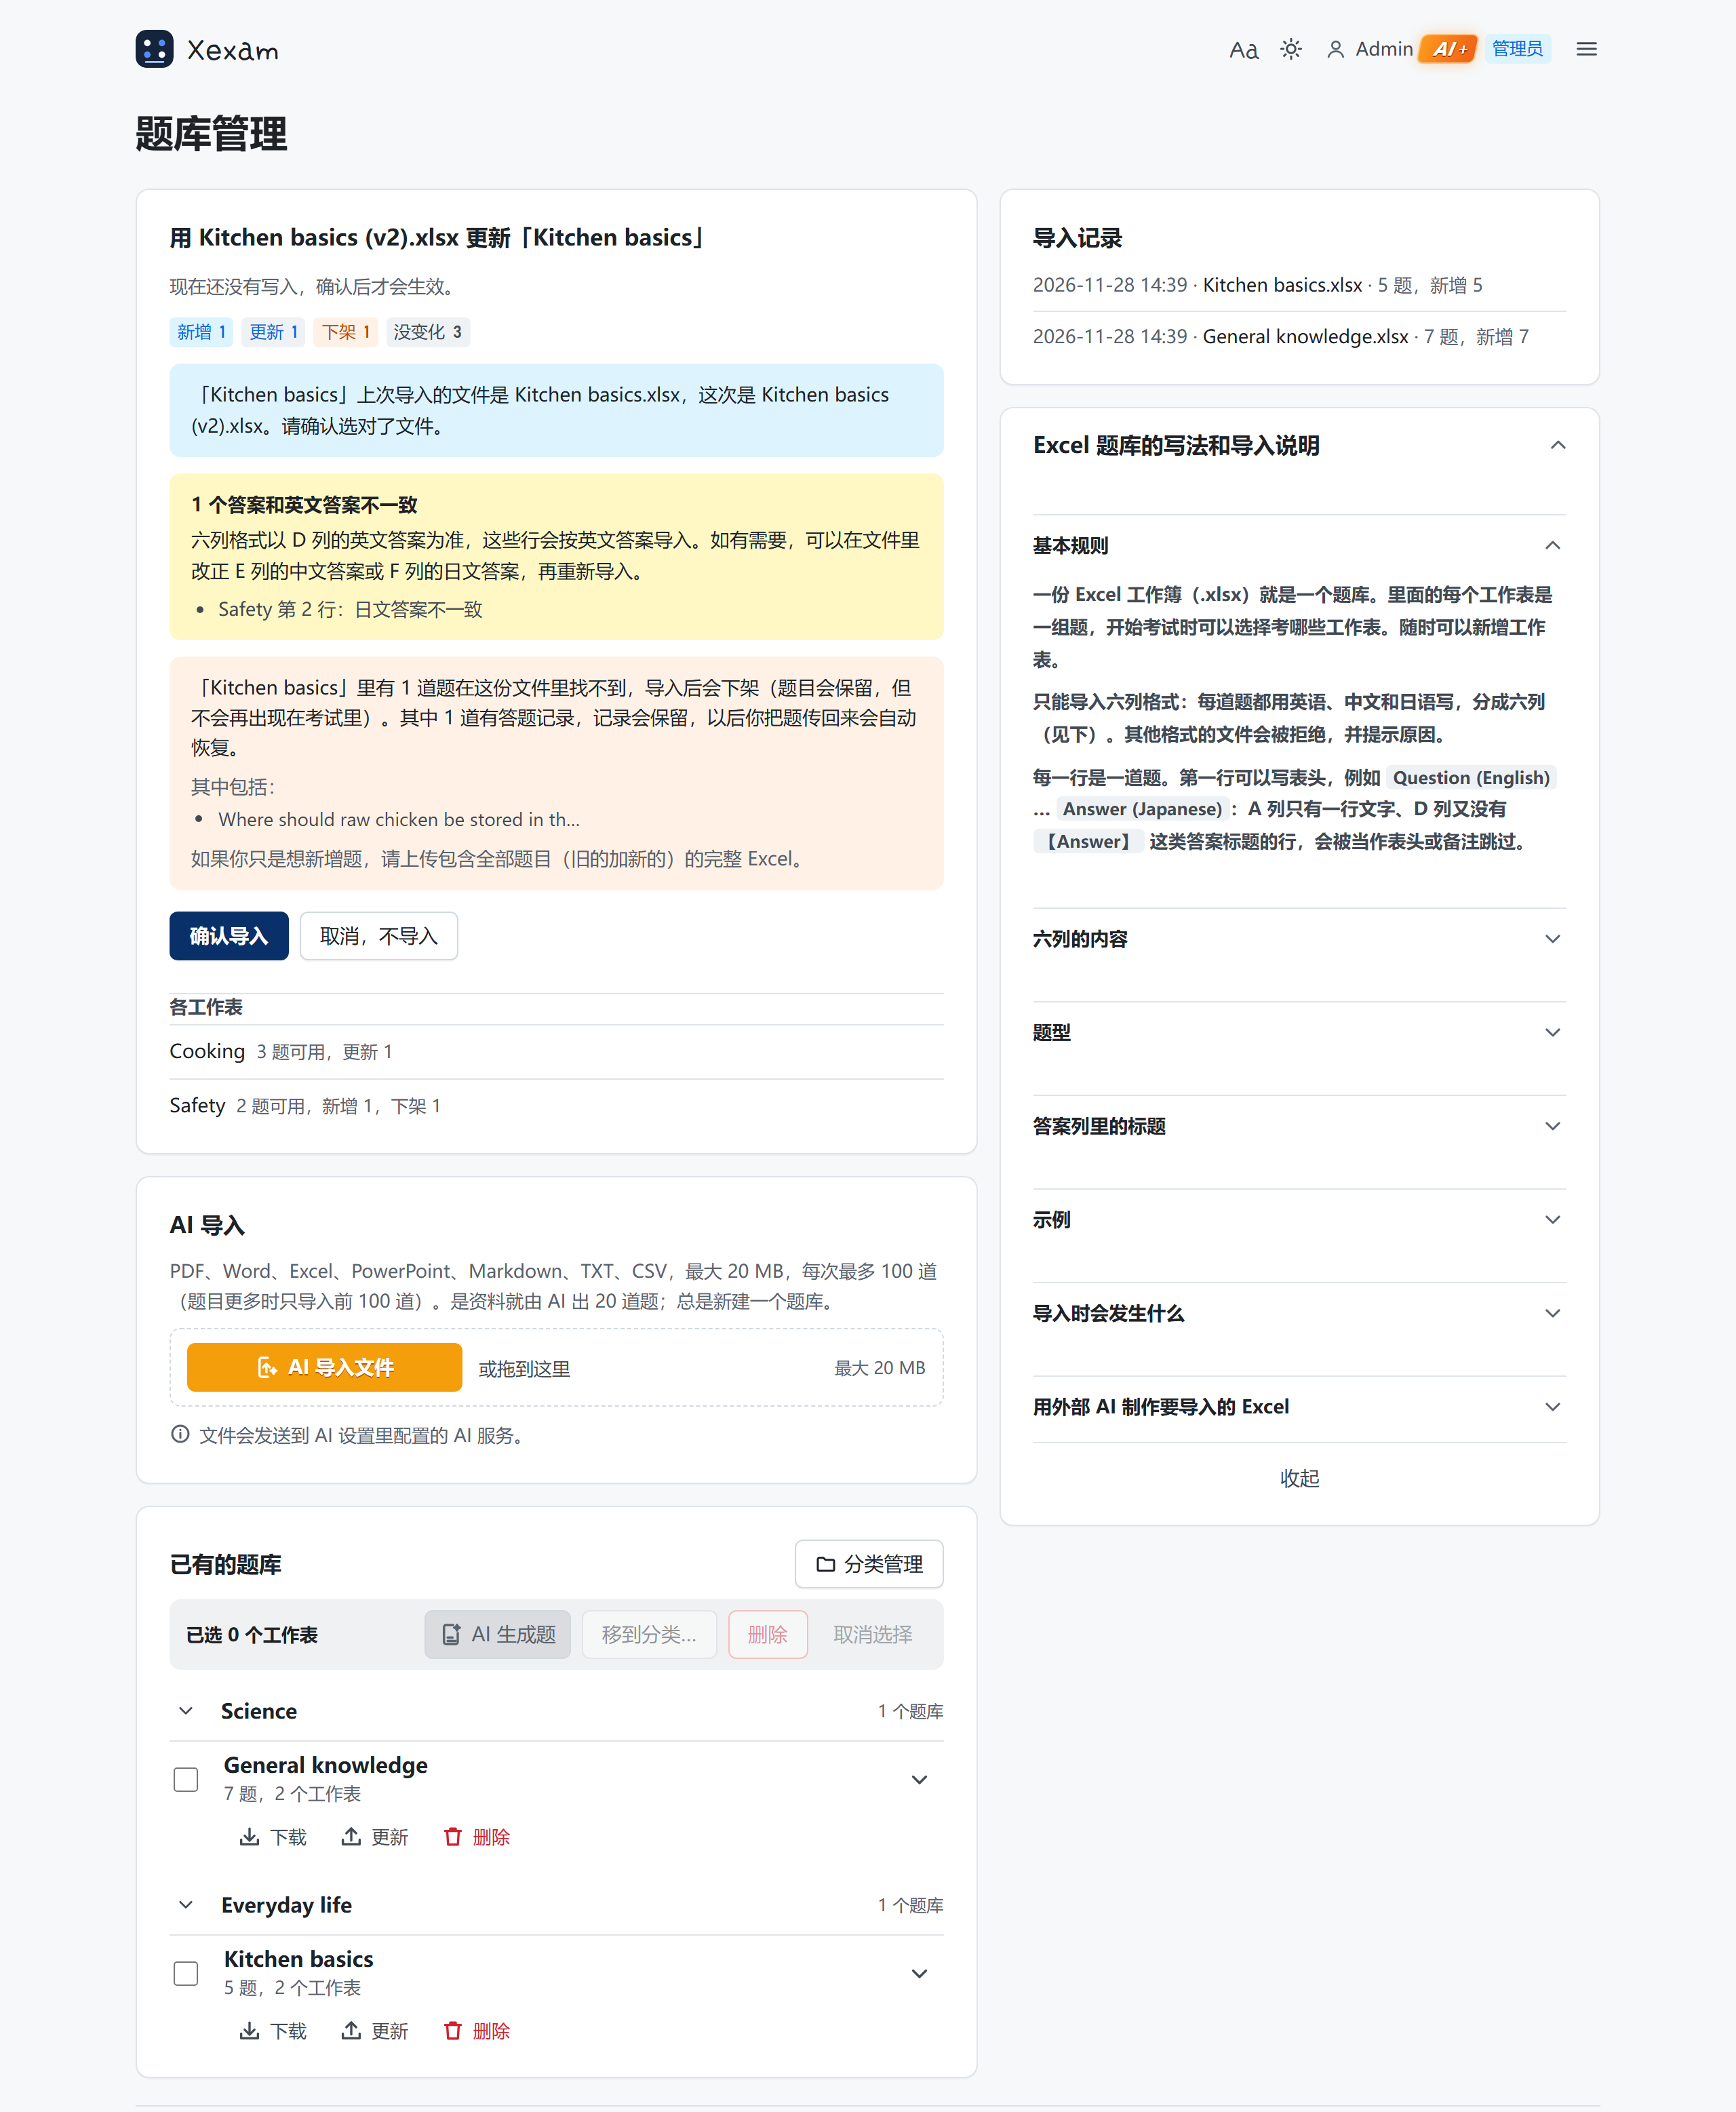 Xexam
Aa
Admin
AI+
管理员
题库管理
用 Kitchen basics (v2).xlsx 更新「Kitchen basics」
现在还没有写入，确认后才会生效。
新增 1
更新 1
下架 1
没变化 3
「Kitchen basics」上次导入的文件是 Kitchen basics.xlsx，这次是 Kitchen basics
(v2).xlsx。请确认选对了文件。
1 个答案和英文答案不一致
六列格式以 D 列的英文答案为准，这些行会按英文答案导入。如有需要，可以在文件里
改正 E 列的中文答案或 F 列的日文答案，再重新导入。
• Safety 第 2 行：日文答案不一致
「Kitchen basics」里有 1 道题在这份文件里找不到，导入后会下架（题目会保留，但
不会再出现在考试里）。其中 1 道有答题记录，记录会保留，以后你把题传回来会自动
恢复。
其中包括：
• Where should raw chicken be stored in th…
如果你只是想新增题，请上传包含全部题目（旧的加新的）的完整 Excel。
确认导入
取消，不导入
各工作表
Cooking 3 题可用，更新 1
Safety 2 题可用，新增 1，下架 1
AI 导入
PDF、Word、Excel、PowerPoint、Markdown、TXT、CSV，最大 20 MB，每次最多 100 道
（题目更多时只导入前 100 道）。是资料就由 AI 出 20 道题；总是新建一个题库。
AI 导入文件
或拖到这里
最大 20 MB
文件会发送到 AI 设置里配置的 AI 服务。
已有的题库
分类管理
已选 0 个工作表
AI 生成题
移到分类…
删除
取消选择
Science
1 个题库
General knowledge
7 题，2 个工作表
下载
更新
删除
Everyday life
1 个题库
Kitchen basics
5 题，2 个工作表
下载
更新
删除
导入记录
2026-11-28 14:39 · Kitchen basics.xlsx · 5 题，新增 5
2026-11-28 14:39 · General knowledge.xlsx · 7 题，新增 7
Excel 题库的写法和导入说明
基本规则
一份 Excel 工作簿（.xlsx）就是一个题库。里面的每个工作表是
一组题，开始考试时可以选择考哪些工作表。随时可以新增工作
表。
只能导入六列格式：每道题都用英语、中文和日语写，分成六列
（见下）。其他格式的文件会被拒绝，并提示原因。
每一行是一道题。第一行可以写表头，例如 Question (English)
… Answer (Japanese)：A 列只有一行文字、D 列又没有
【Answer】 这类答案标题的行，会被当作表头或备注跳过。
六列的内容
题型
答案列里的标题
示例
导入时会发生什么
用外部 AI 制作要导入的 Excel
收起